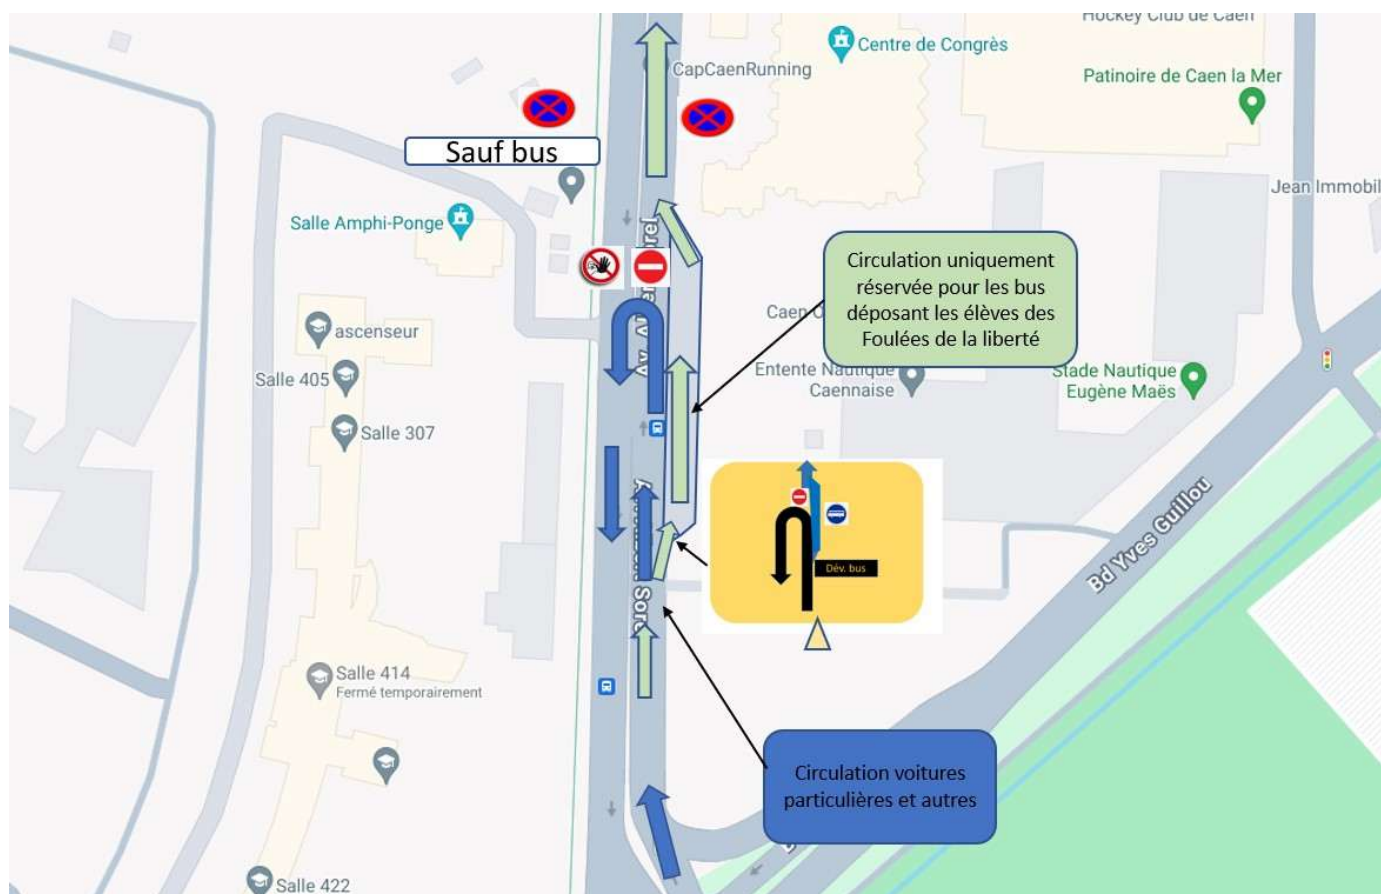 Hockey Club de Caen
Centre de Congrès
CapCaenRunning
Patinoire de Caen la Mer
Sauf bus
Jean Immobil
Salle Amphi-Ponge
Circulation uniquement
réservée pour les bus
déposant les élèves des
Foulées de la liberté
Caen
ascenseur
Salle 405
Entente Nautique
Caennaise
Stade Nautique
Eugène Maës
Salle 307
Bd Yves Guillou
Dév. bus
Salle 414
Fermé temporairement
Circulation voitures
particulières et autres
Salle 422